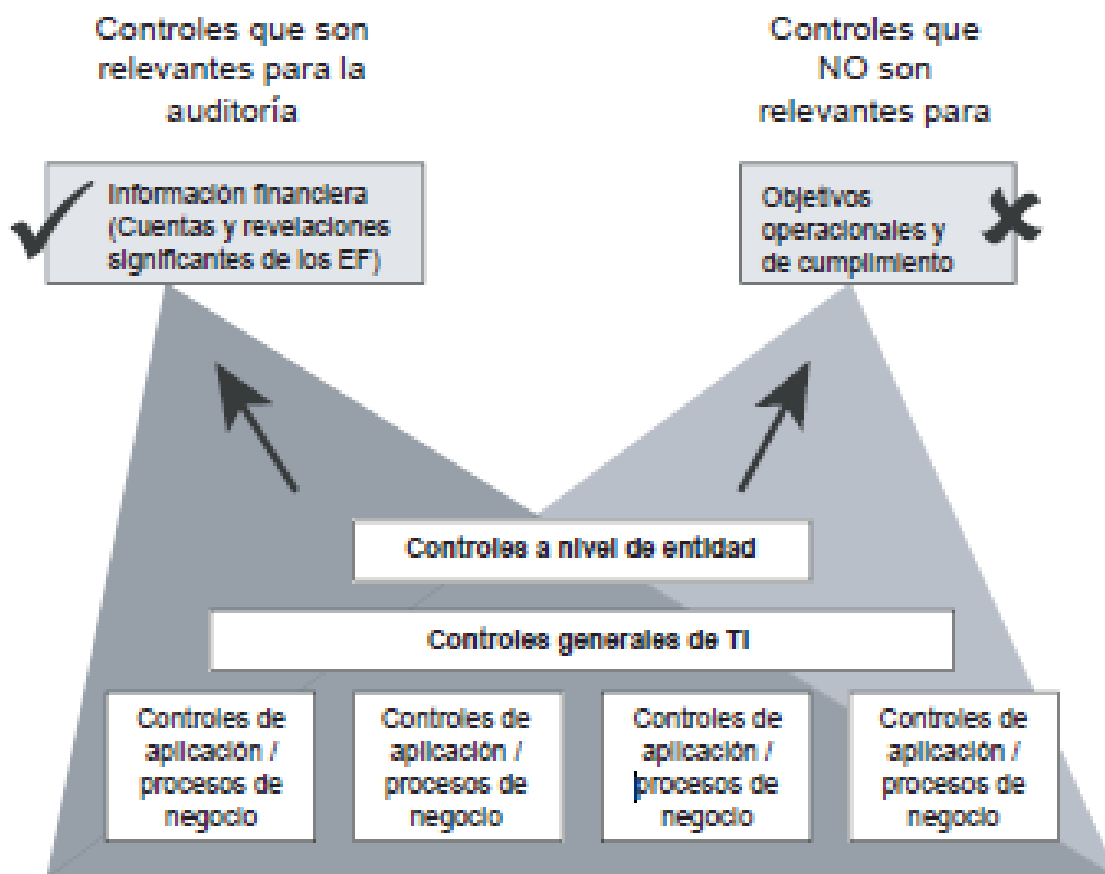 Controles que son
relevantes para la
auditoría
Controles que
NO son
relevantes para
Información financiera
(Cuentas y revelaciones
significantes de los EF)
Objetivos
operacionales y
de cumplimiento
Controles a nivel de entidad
Controles generales de TI
Controles de
aplicación /
procesos de
negocio
Controles de
aplicación /
procesos de
negocio
Controles de
aplicación /
procesos de
negocio
Controles de
aplicación /
procesos de
negocio